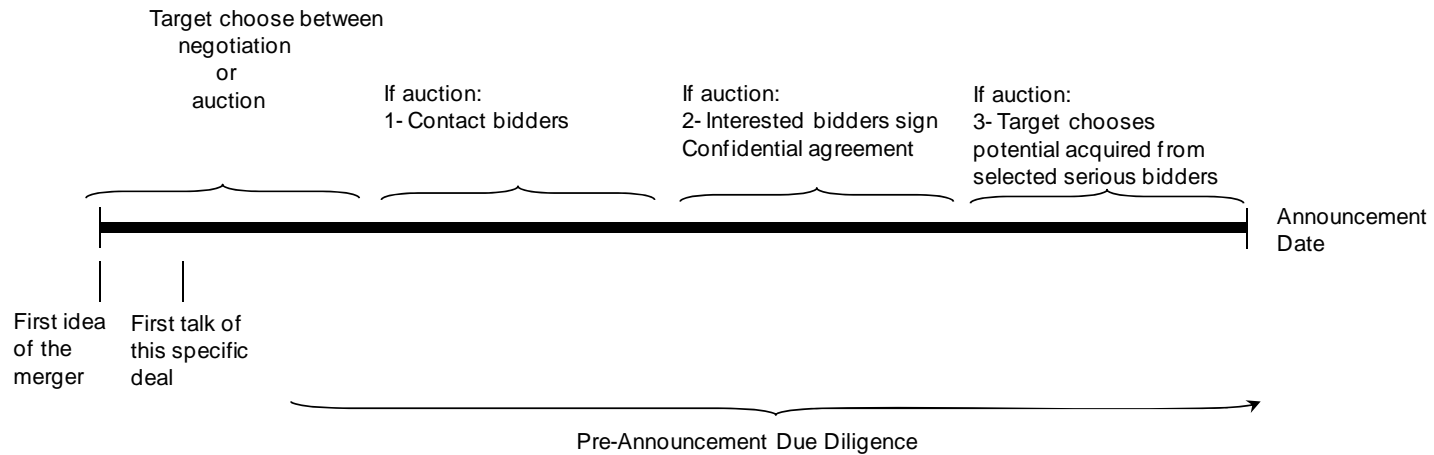 Target choose between
negotiation
or
auction
If auction:
1- Contact bidders
If auction:
2- Interested bidders sign
Confidential agreement
If auction:
3- Target chooses
potential acquired from
selected serious bidders
Announcement
Date
First idea
of the
merger
First talk of
this specific
deal
Pre-Announcement Due Diligence